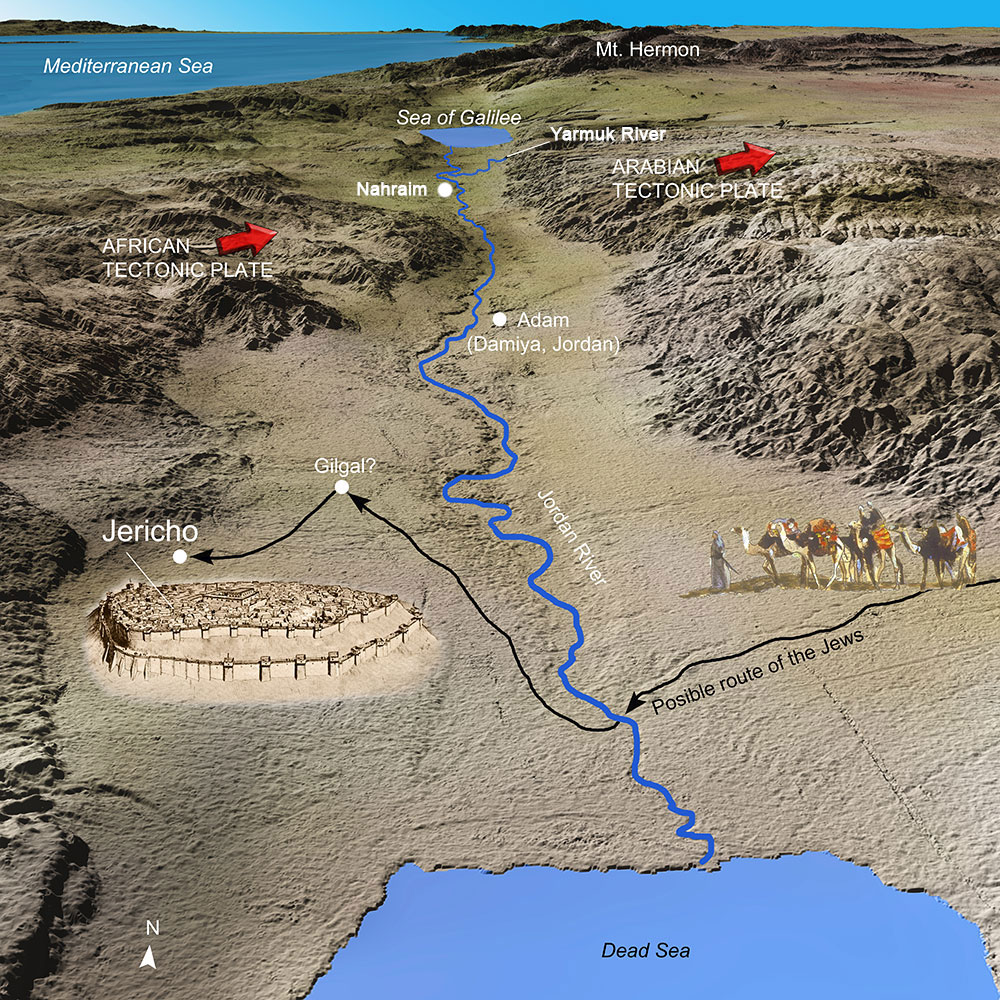 Mt. Hermon
Mediterranean Sea
Sea of Galilee
Yarmuk River
ARABIAN
TECTONIC PLATE
Nahraim
AFRICAN
TECTONIC PLATE
Adam
(Damiya, Jordan)
Gilgal?
Jordan River
Jericho
Posible route of the Jews
N
Dead Sea